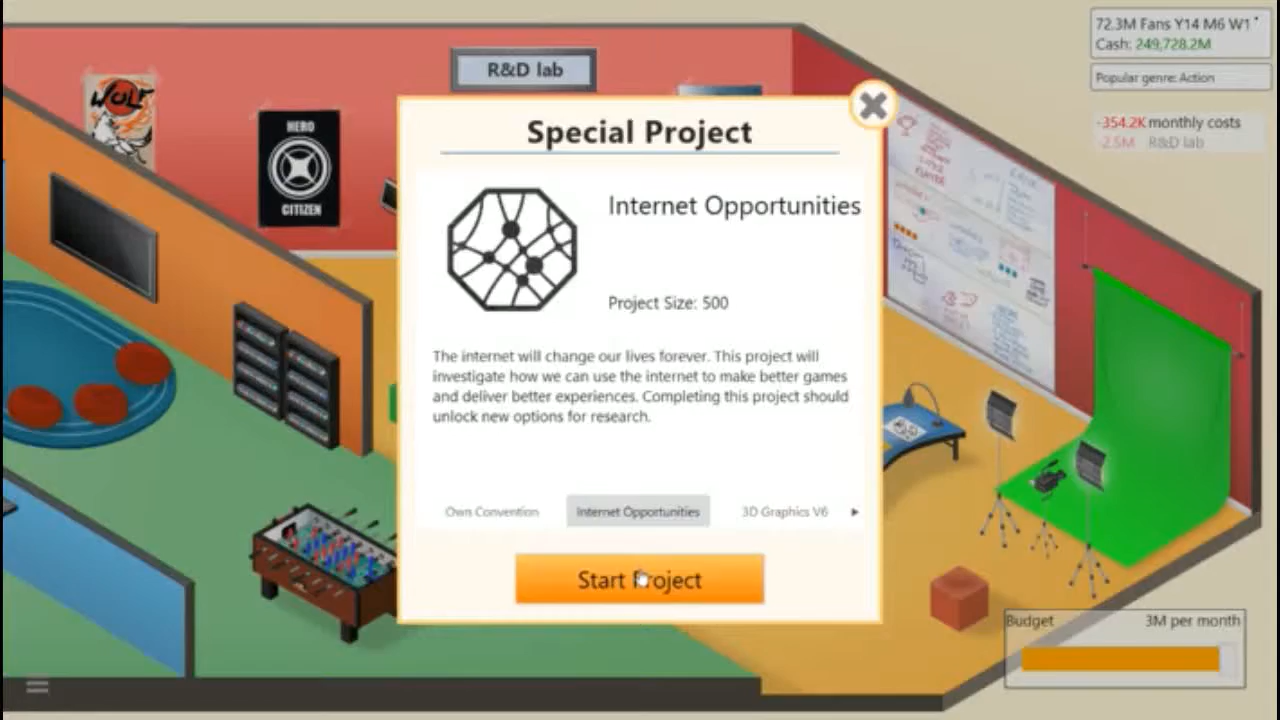 72.3M Fans Y14 M6 W1
Cash: 249,728.2M
Popular genre: Action
-354.2K monthly costs
-2.5M R&D lab
R&D lab
WOLF
HERO
CITIZEN
Special Project
Internet Opportunities
Project Size: 500
The internet will change our lives forever. This project will
investigate how we can use the internet to make better games
and deliver better experiences. Completing this project should
unlock new options for research.
Own Convention
Internet Opportunities
3D Graphics V6
Start Project
Budget
3M per month